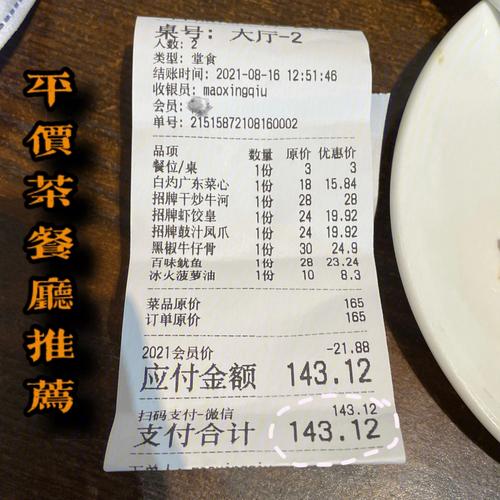 平價茶餐廳推薦
桌号: 大厅-2
人数: 2
类型: 堂食
结账时间: 2021-08-16 12:51:46
收银员: maoxingqiu
会员:
单号: 21515872108160002
品项 数量 原价 优惠价
餐位/桌 1份 3 3
白灼广东菜心 1份 18 15.84
招牌干炒牛河 1份 28 28
招牌虾饺皇 1份 24 19.92
招牌鼓汁凤爪 1份 24 19.92
黑椒牛仔骨 1份 30 24.9
百味鱿鱼 1份 28 23.24
冰火菠萝油 1份 10 8.3
菜品原价 165
订单原价 165
2021会员价 -21.88
应付金额 143.12
扫码支付-微信 143.12
支付合计 143.12